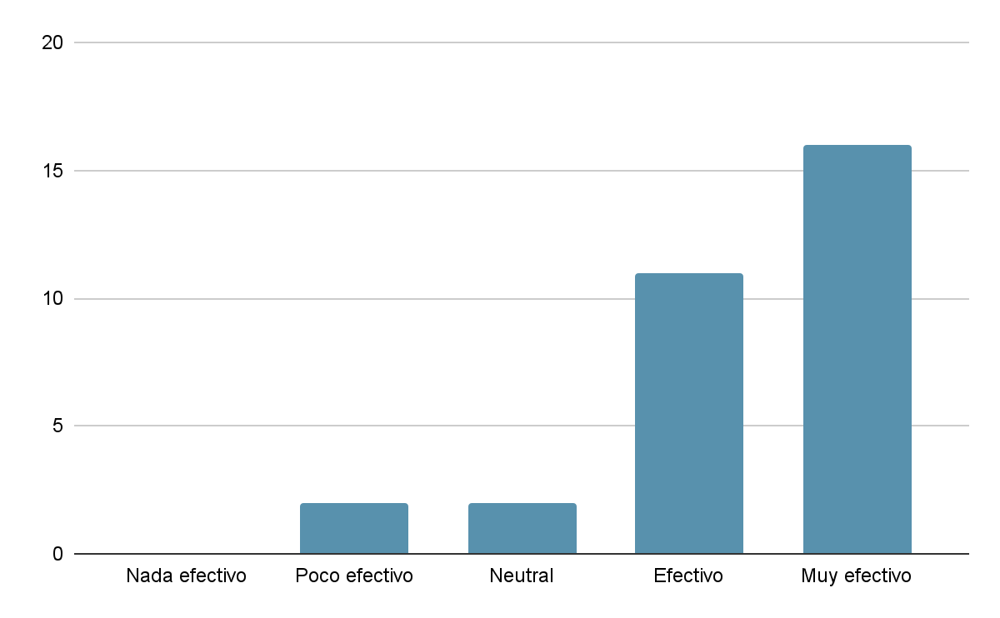 20
15
10
5
0
Nada efectivo
Poco efectivo
Neutral
Efectivo
Muy efectivo